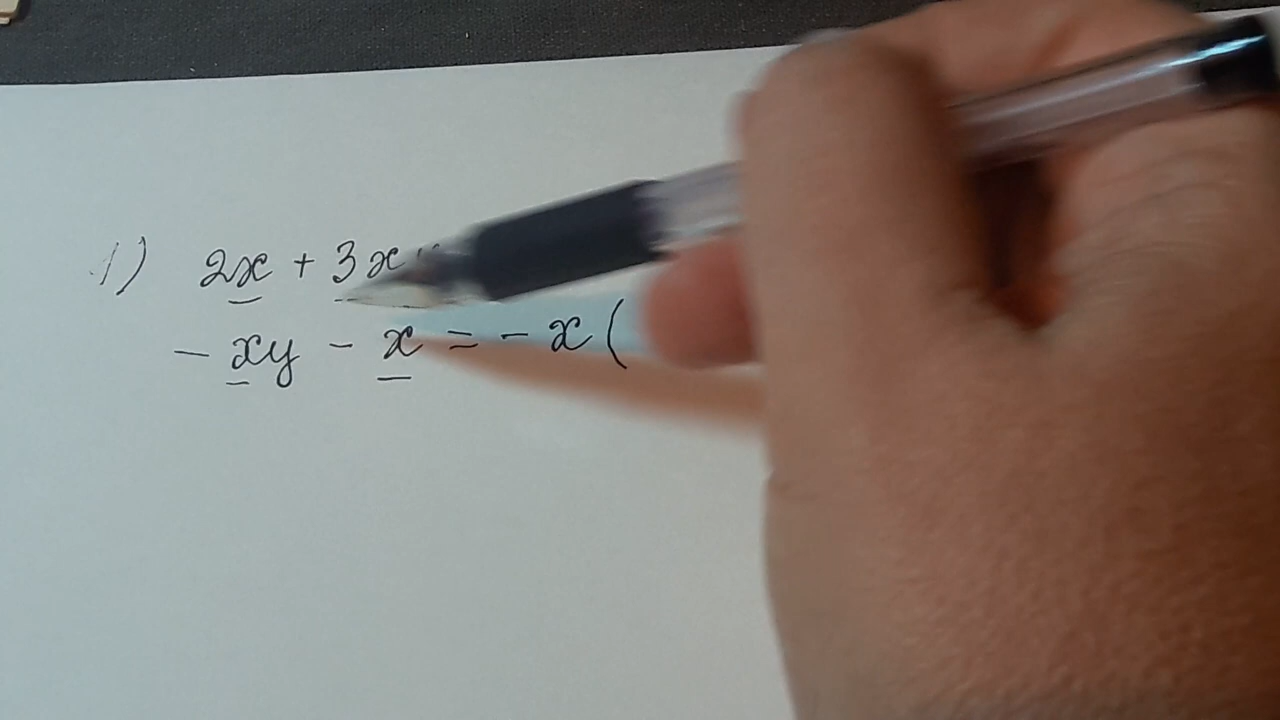 1) 2x + 3x
- xy - x = - x (